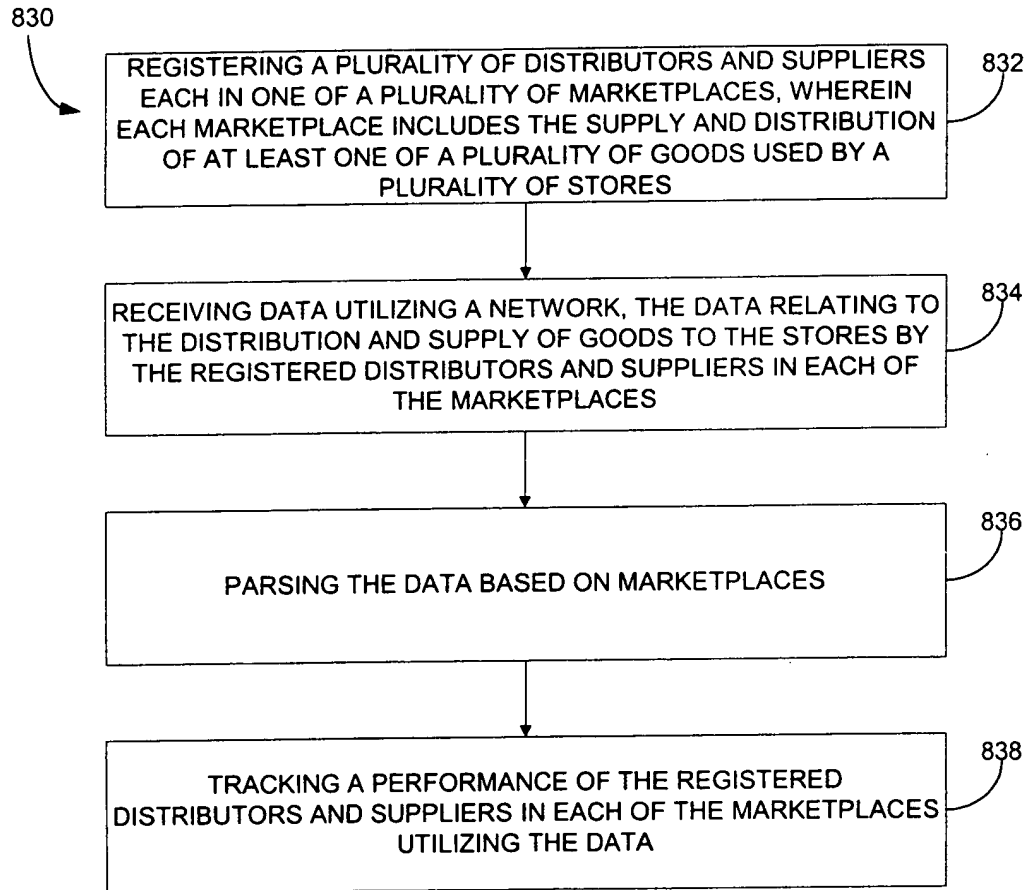 830
REGISTERING A PLURALITY OF DISTRIBUTORS AND SUPPLIERS
EACH IN ONE OF A PLURALITY OF MARKETPLACES, WHEREIN
EACH MARKETPLACE INCLUDES THE SUPPLY AND DISTRIBUTION
OF AT LEAST ONE OF A PLURALITY OF GOODS USED BY A
PLURALITY OF STORES
832
RECEIVING DATA UTILIZING A NETWORK, THE DATA RELATING TO
THE DISTRIBUTION AND SUPPLY OF GOODS TO THE STORES BY
THE REGISTERED DISTRIBUTORS AND SUPPLIERS IN EACH OF
THE MARKETPLACES
834
PARSING THE DATA BASED ON MARKETPLACES
836
TRACKING A PERFORMANCE OF THE REGISTERED
DISTRIBUTORS AND SUPPLIERS IN EACH OF THE MARKETPLACES
UTILIZING THE DATA
838